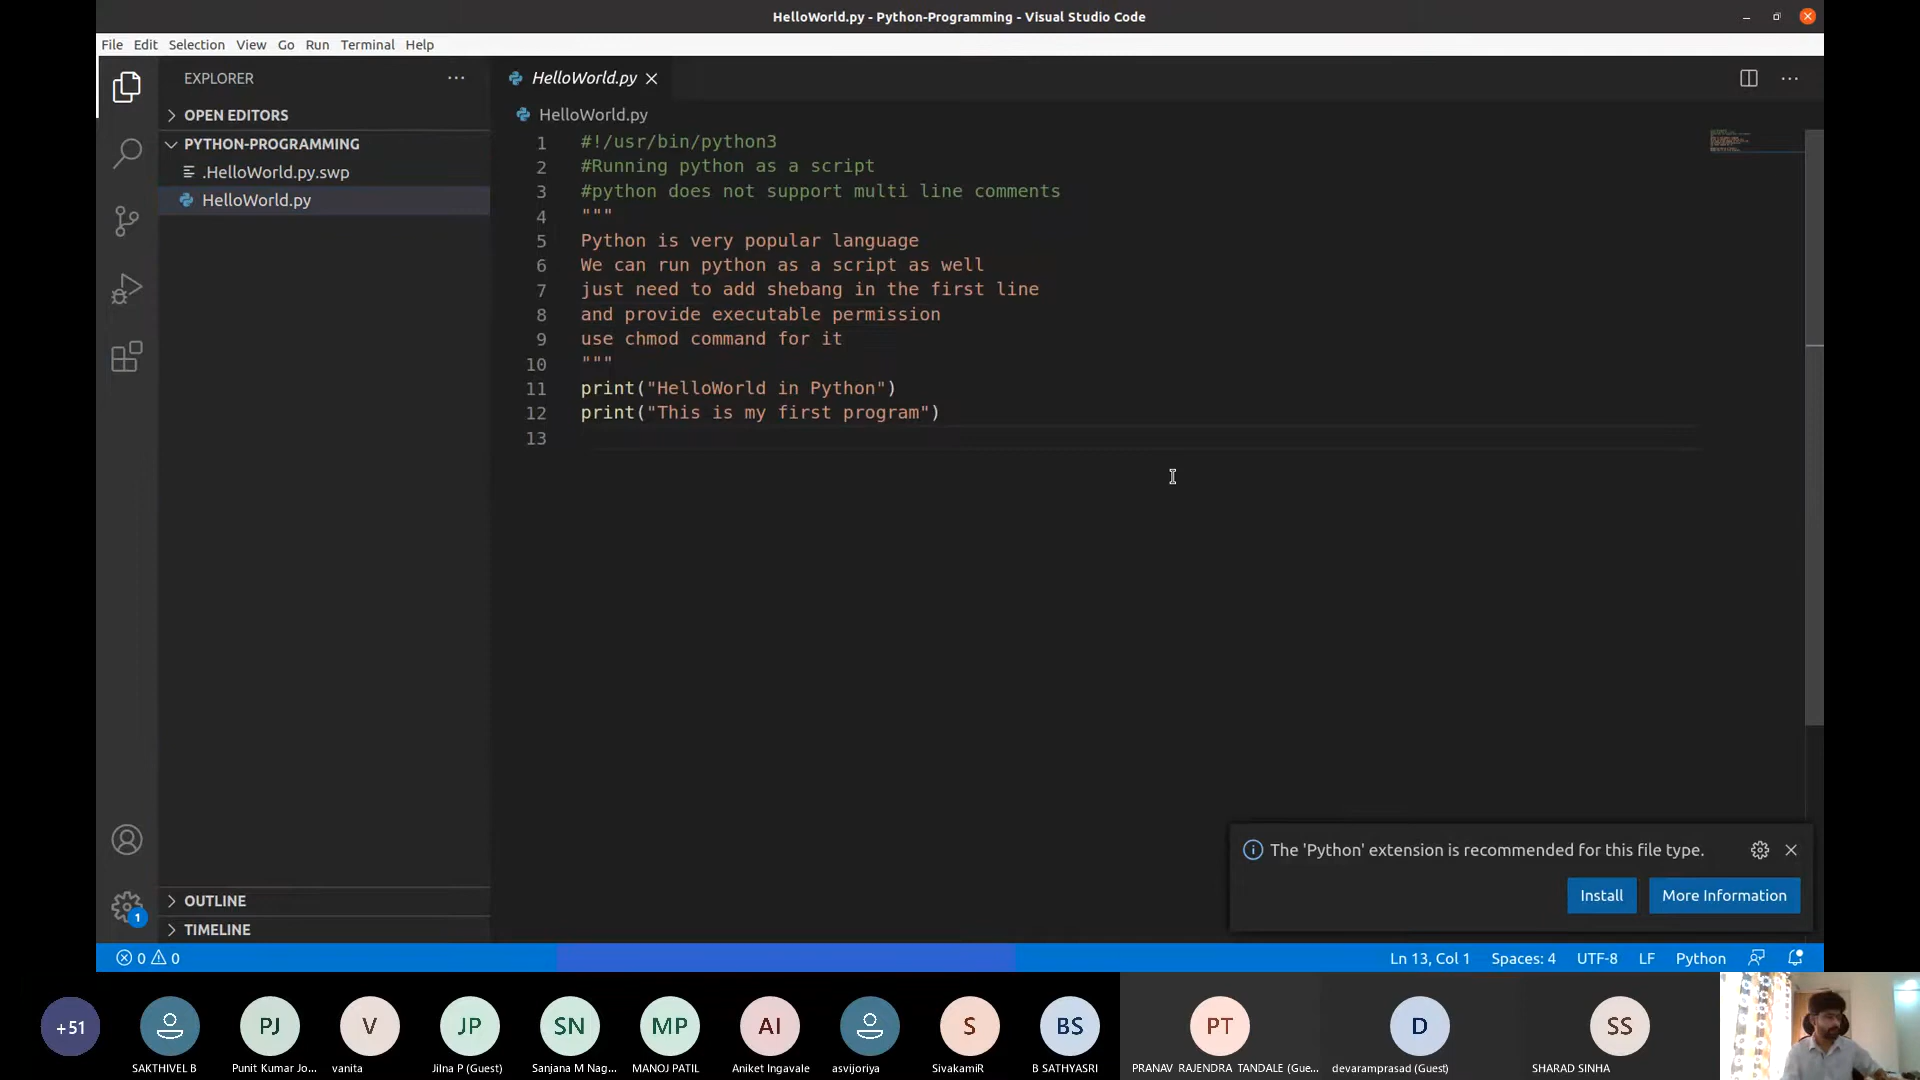 HelloWorld.py - Python-Programming - Visual Studio Code
File Edit Selection View Go Run Terminal Help
EXPLORER
OPEN EDITORS
PYTHON-PROGRAMMING
.HelloWorld.py.swp
HelloWorld.py
OUTLINE
TIMELINE
HelloWorld.py
HelloWorld.py
1 #!/usr/bin/python3
2 #Running python as a script
3 #python does not support multi line comments
4 """
5 Python is very popular language
6 We can run python as a script as well
7 just need to add shebang in the first line
8 and provide executable permission
9 use chmod command for it
10 """
11 print("HelloWorld in Python")
12 print("This is my first program")
13
The 'Python' extension is recommended for this file type.
Install More Information
1
0 0 Ln 13, Col 1 Spaces: 4 UTF-8 LF Python
+51 PJ V JP SN MP AI S BS PT D SS
SAKTHIVEL B Punit Kumar Jo... vanita Jilna P (Guest) Sanjana M Nag... MANOJ PATIL Aniket Ingavale asvijoriya SivakamiR B SATHYASRI PRANAV RAJENDRA TANDALE (Gue... devaramprasad (Guest) SHARAD SINHA